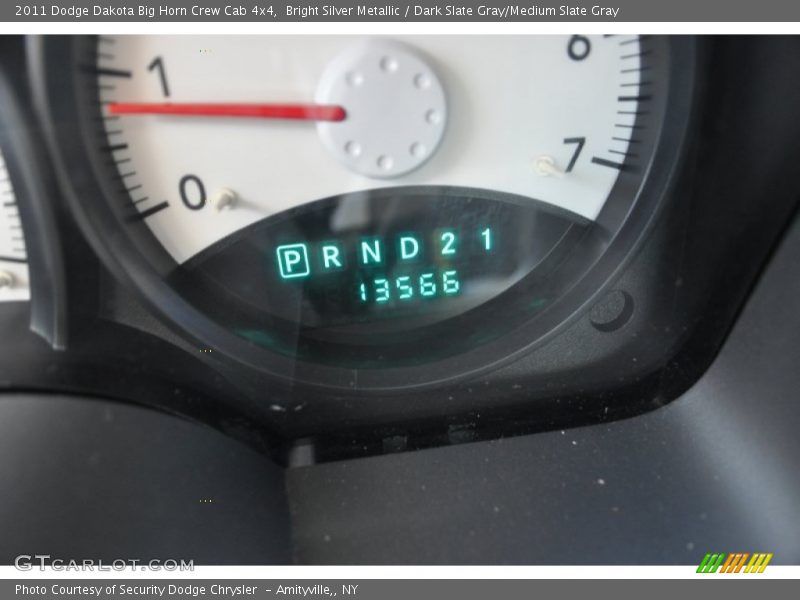 2011 Dodge Dakota Big Horn Crew Cab 4x4,  Bright Silver Metallic / Dark Slate Gray/Medium Slate Gray
1
6
0
7
P R N D 2 1
13566
GTCARLOT.COM
Photo Courtesy of Security Dodge Chrysler  - Amityville,, NY